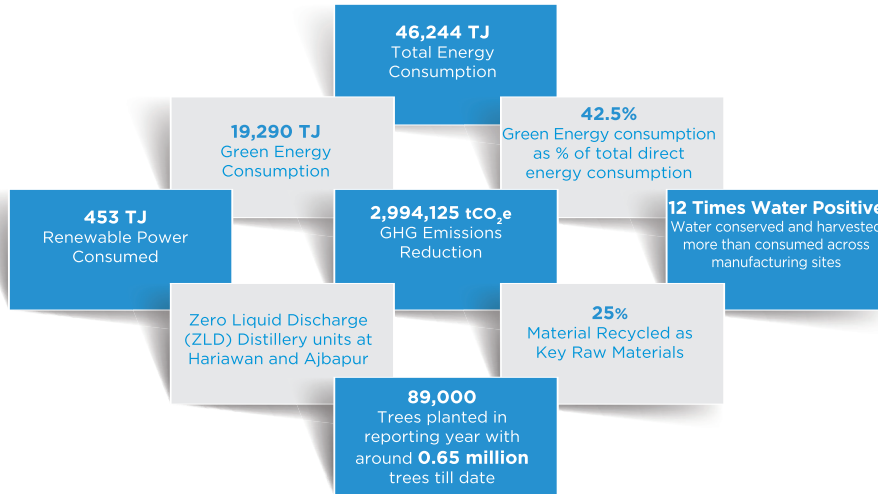 46,244 TJ
Total Energy
Consumption
19,290 TJ
Green Energy
Consumption
42.5%
Green Energy consumption
as % of total direct
energy consumption
453 TJ
Renewable Power
Consumed
2,994,125 tCO₂e
GHG Emissions
Reduction
12 Times Water Positive
Water conserved and harvested
more than consumed across
manufacturing sites
Zero Liquid Discharge
(ZLD) Distillery units at
Hariawan and Ajbapur
25%
Material Recycled as
Key Raw Materials
89,000
Trees planted in
reporting year with
around 0.65 million
trees till date